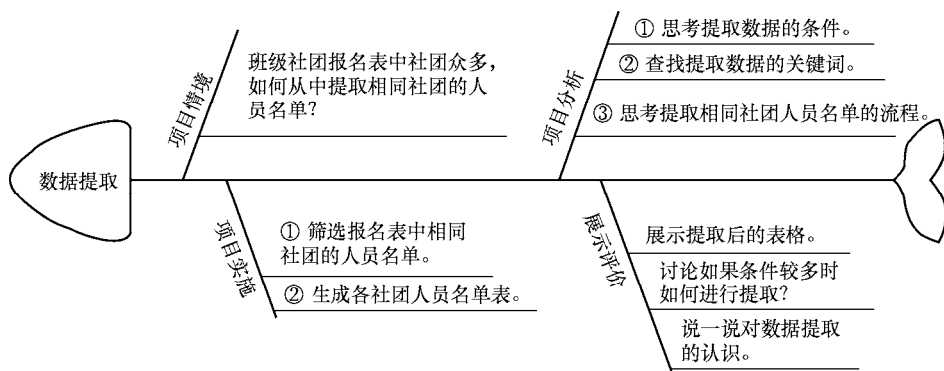 数据提取
项目情境
班级社团报名表中社团众多，
如何从中提取相同社团的人
员名单？
项目分析
① 思考提取数据的条件。
② 查找提取数据的关键词。
③ 思考提取相同社团人员名单的流程。
项目实施
① 筛选报名表中相同
社团的人员名单。
② 生成各社团人员名单表。
展示评价
展示提取后的表格。
讨论如果条件较多时
如何进行提取？
说一说对数据提取
的认识。